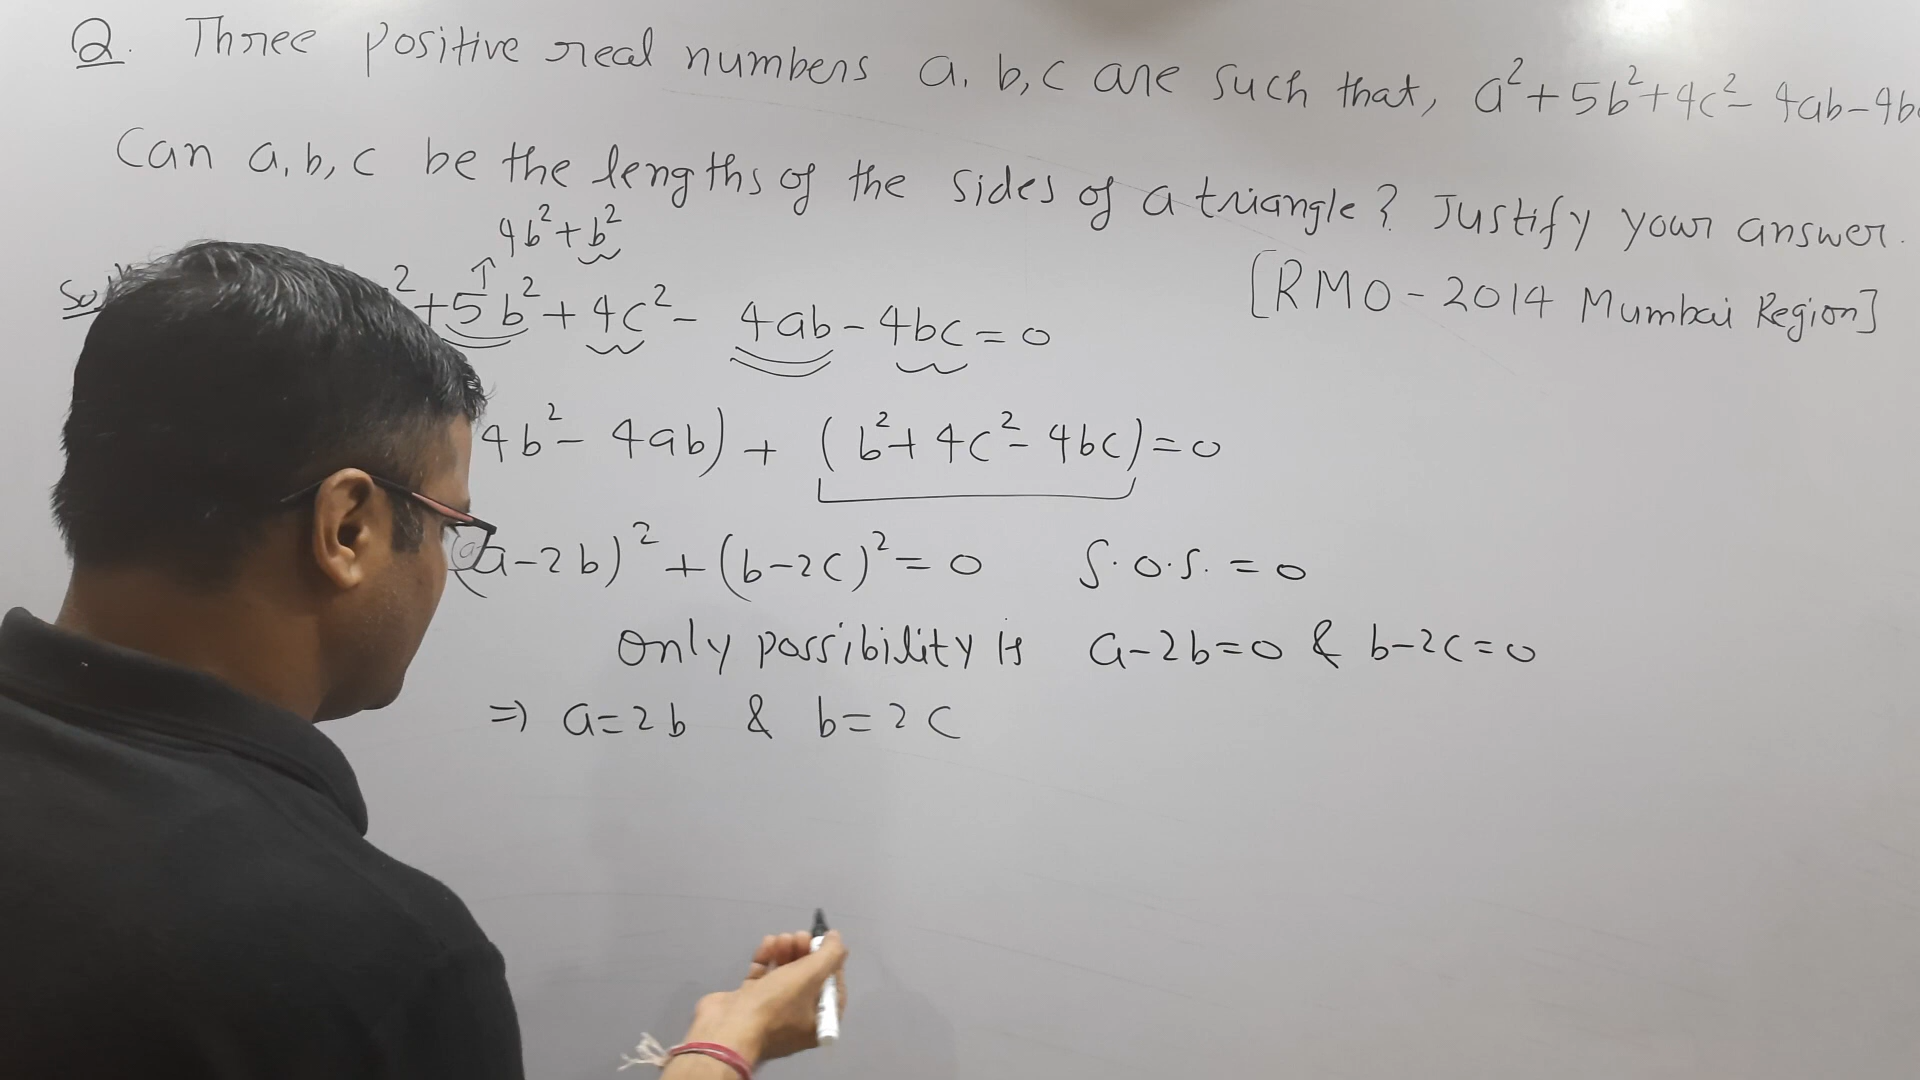 Q. Three positive real numbers a, b, c are such that, a²+5b²+4c²-4ab-4b
Can a, b, c be the lengths of the sides of a triangle? Justify your answer.
[RMO-2014 Mumbai Region]
4b²+b²
↑
²+5b²+4c²-4ab-4bc=0
4b²-4ab)+(b²+4c²-4bc)=0
(a-2b)²+(b-2c)²=0 S.O.S.=0
Only possibility is a-2b=0 & b-2c=0
⇒ a=2b & b=2c